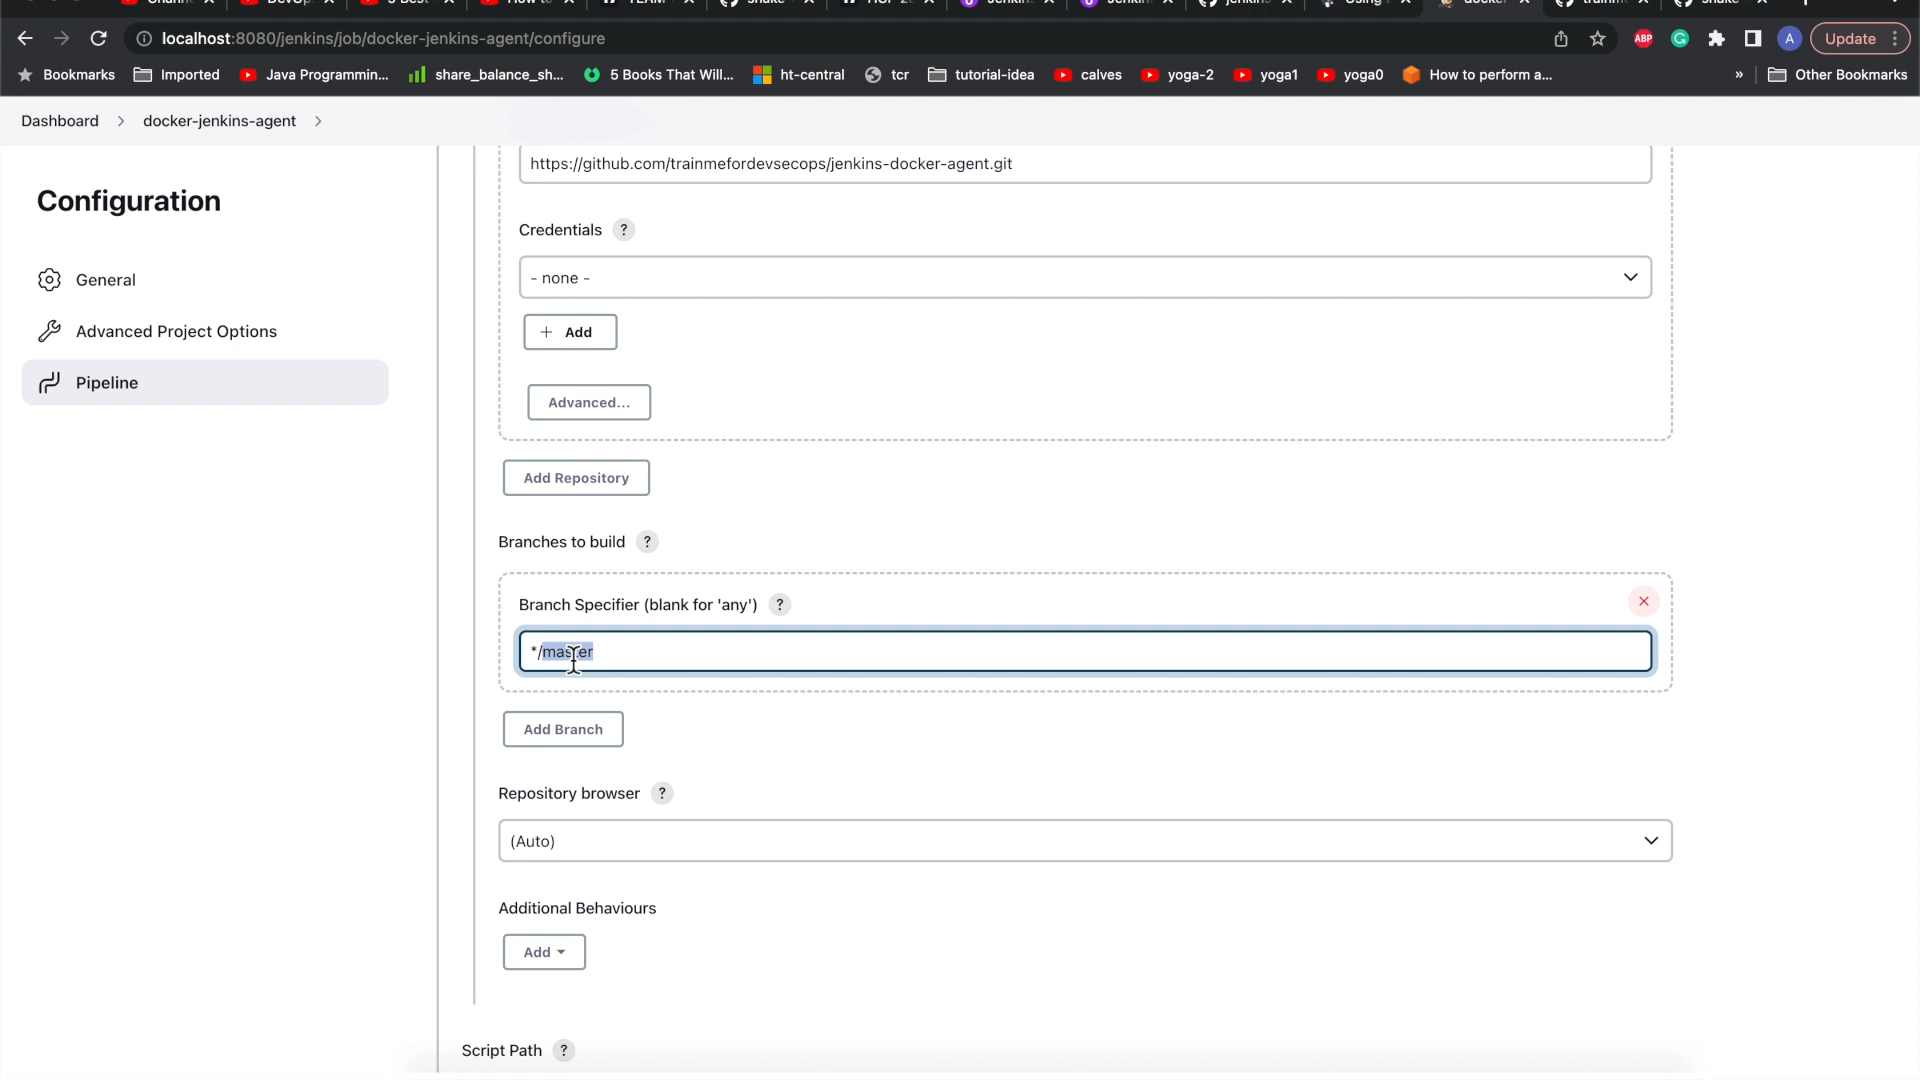 localhost:8080/jenkins/job/docker-jenkins-agent/configure
ABP
A
Update
Bookmarks
Imported
Java Programmin...
share_balance_sh...
5 Books That Will...
ht-central
tcr
tutorial-idea
calves
yoga-2
yoga1
yoga0
How to perform a...
»
Other Bookmarks
Dashboard
docker-jenkins-agent
Configuration
General
Advanced Project Options
Pipeline
https://github.com/trainmefordevsecops/jenkins-docker-agent.git
Credentials ?
- none -
+ Add
Advanced...
Add Repository
Branches to build ?
Branch Specifier (blank for 'any') ?
*/master
Add Branch
Repository browser ?
(Auto)
Additional Behaviours
Add
Script Path ?